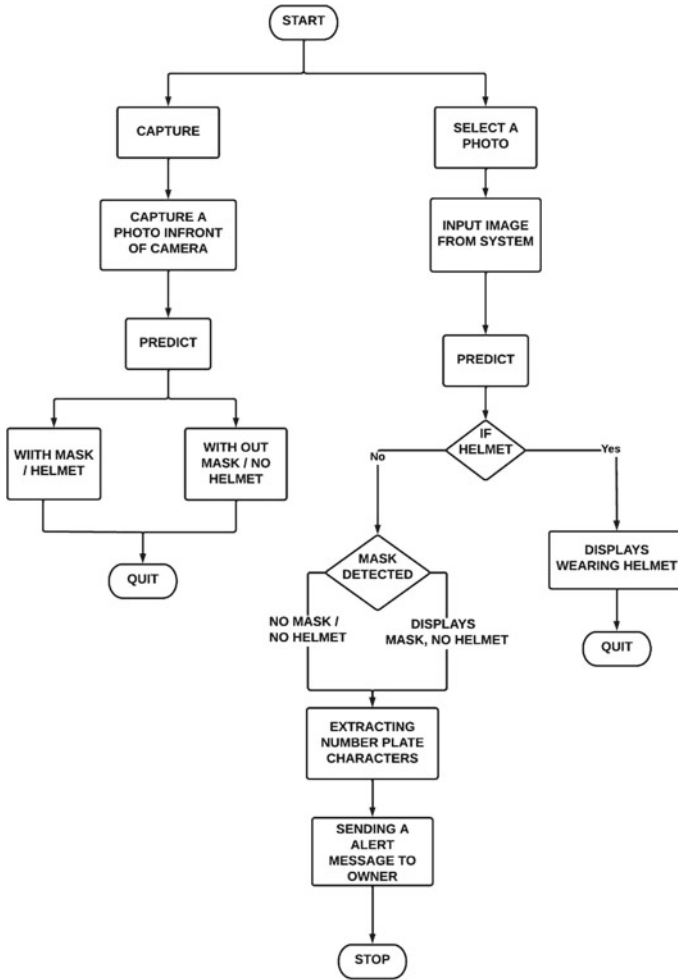 START
CAPTURE
CAPTURE A
PHOTO INFRONT
OF CAMERA
PREDICT
WIITH MASK
/ HELMET
WITH OUT
MASK / NO
HELMET
QUIT
SELECT A
PHOTO
INPUT IMAGE
FROM SYSTEM
PREDICT
IF
HELMET
No
Yes
MASK
DETECTED
NO MASK /
NO HELMET
DISPLAYS
MASK, NO HELMET
DISPLAYS
WEARING HELMET
QUIT
EXTRACTING
NUMBER PLATE
CHARACTERS
SENDING A
ALERT
MESSAGE TO
OWNER
STOP